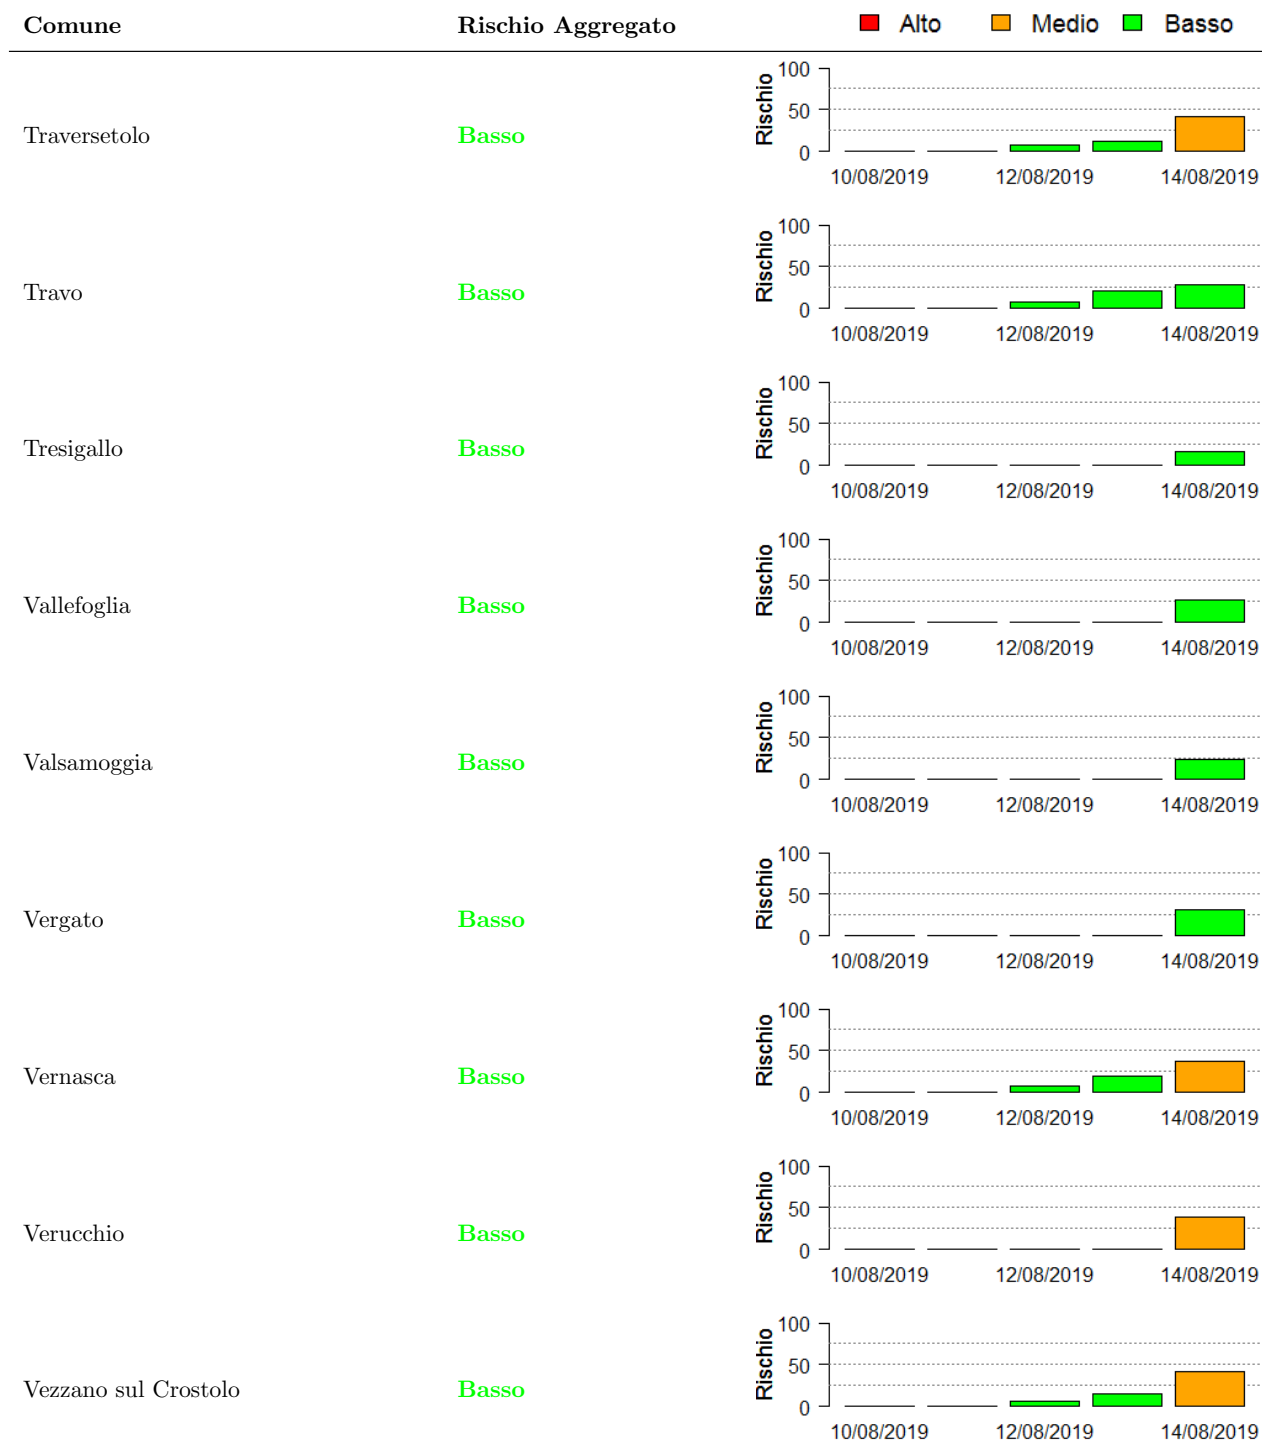 Comune Rischio Aggregato Alto Medio Basso
Traversetolo Basso
Rischio
100
50
0
10/08/2019 12/08/2019 14/08/2019
Travo Basso
Rischio
100
50
0
10/08/2019 12/08/2019 14/08/2019
Tresigallo Basso
Rischio
100
50
0
10/08/2019 12/08/2019 14/08/2019
Vallefoglia Basso
Rischio
100
50
0
10/08/2019 12/08/2019 14/08/2019
Valsamoggia Basso
Rischio
100
50
0
10/08/2019 12/08/2019 14/08/2019
Vergato Basso
Rischio
100
50
0
10/08/2019 12/08/2019 14/08/2019
Vernasca Basso
Rischio
100
50
0
10/08/2019 12/08/2019 14/08/2019
Verucchio Basso
Rischio
100
50
0
10/08/2019 12/08/2019 14/08/2019
Vezzano sul Crostolo Basso
Rischio
100
50
0
10/08/2019 12/08/2019 14/08/2019